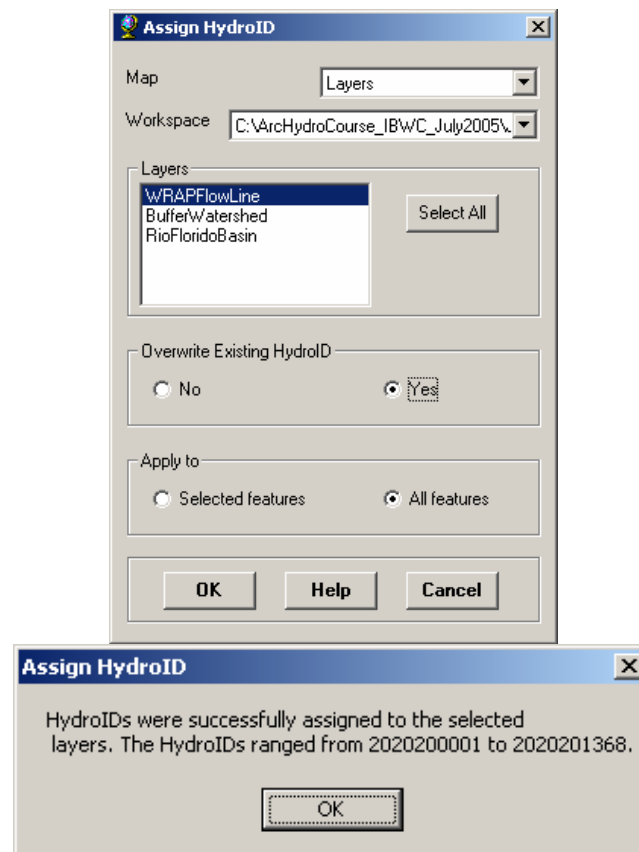 Assign HydroID
Map
Layers
Workspace
C:\ArcHydroCourse_IBWC_July2005\.
Layers
WRAPFlowLine
BufferWatershed
RioFloridoBasin
Select All
Overwrite Existing HydroID
No
Yes
Apply to
Selected features
All features
OK
Help
Cancel
Assign HydroID
HydroIDs were successfully assigned to the selected
layers. The HydroIDs ranged from 2020200001 to 2020201368.
OK